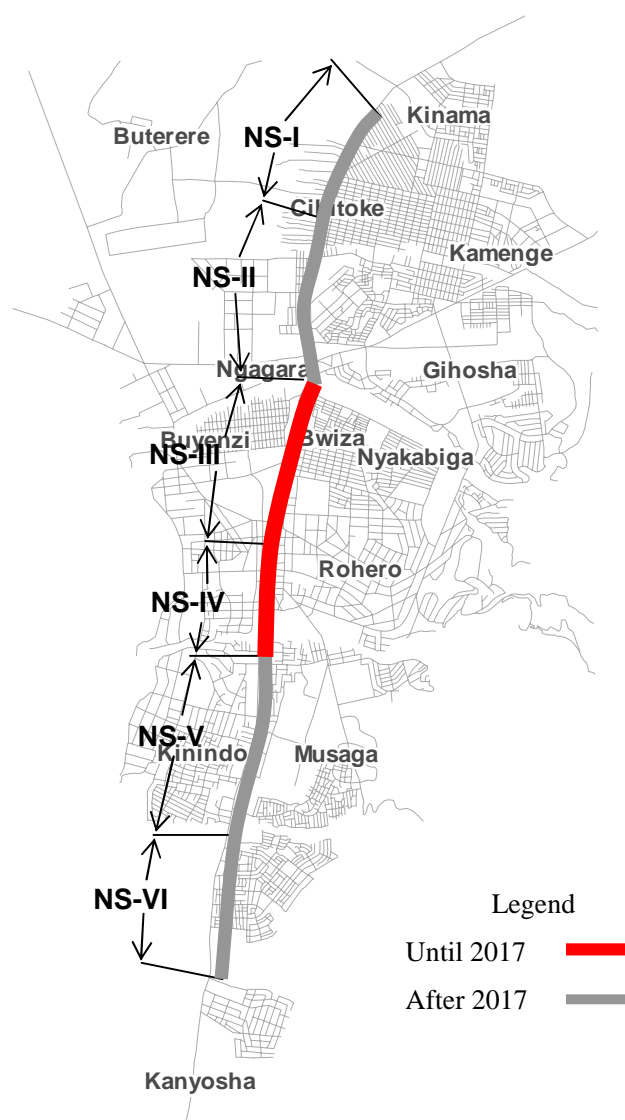 Kinama
Buterere
NS-I
Cibitoke
Kamenge
NS-II
Ngagara
Gihosha
Buyenzi
Bwiza
NS-III
Nyakabiga
Rohero
NS-IV
NS-V
Kinindo
Musaga
NS-VI
Legend
Until 2017
After 2017
Kanyosha